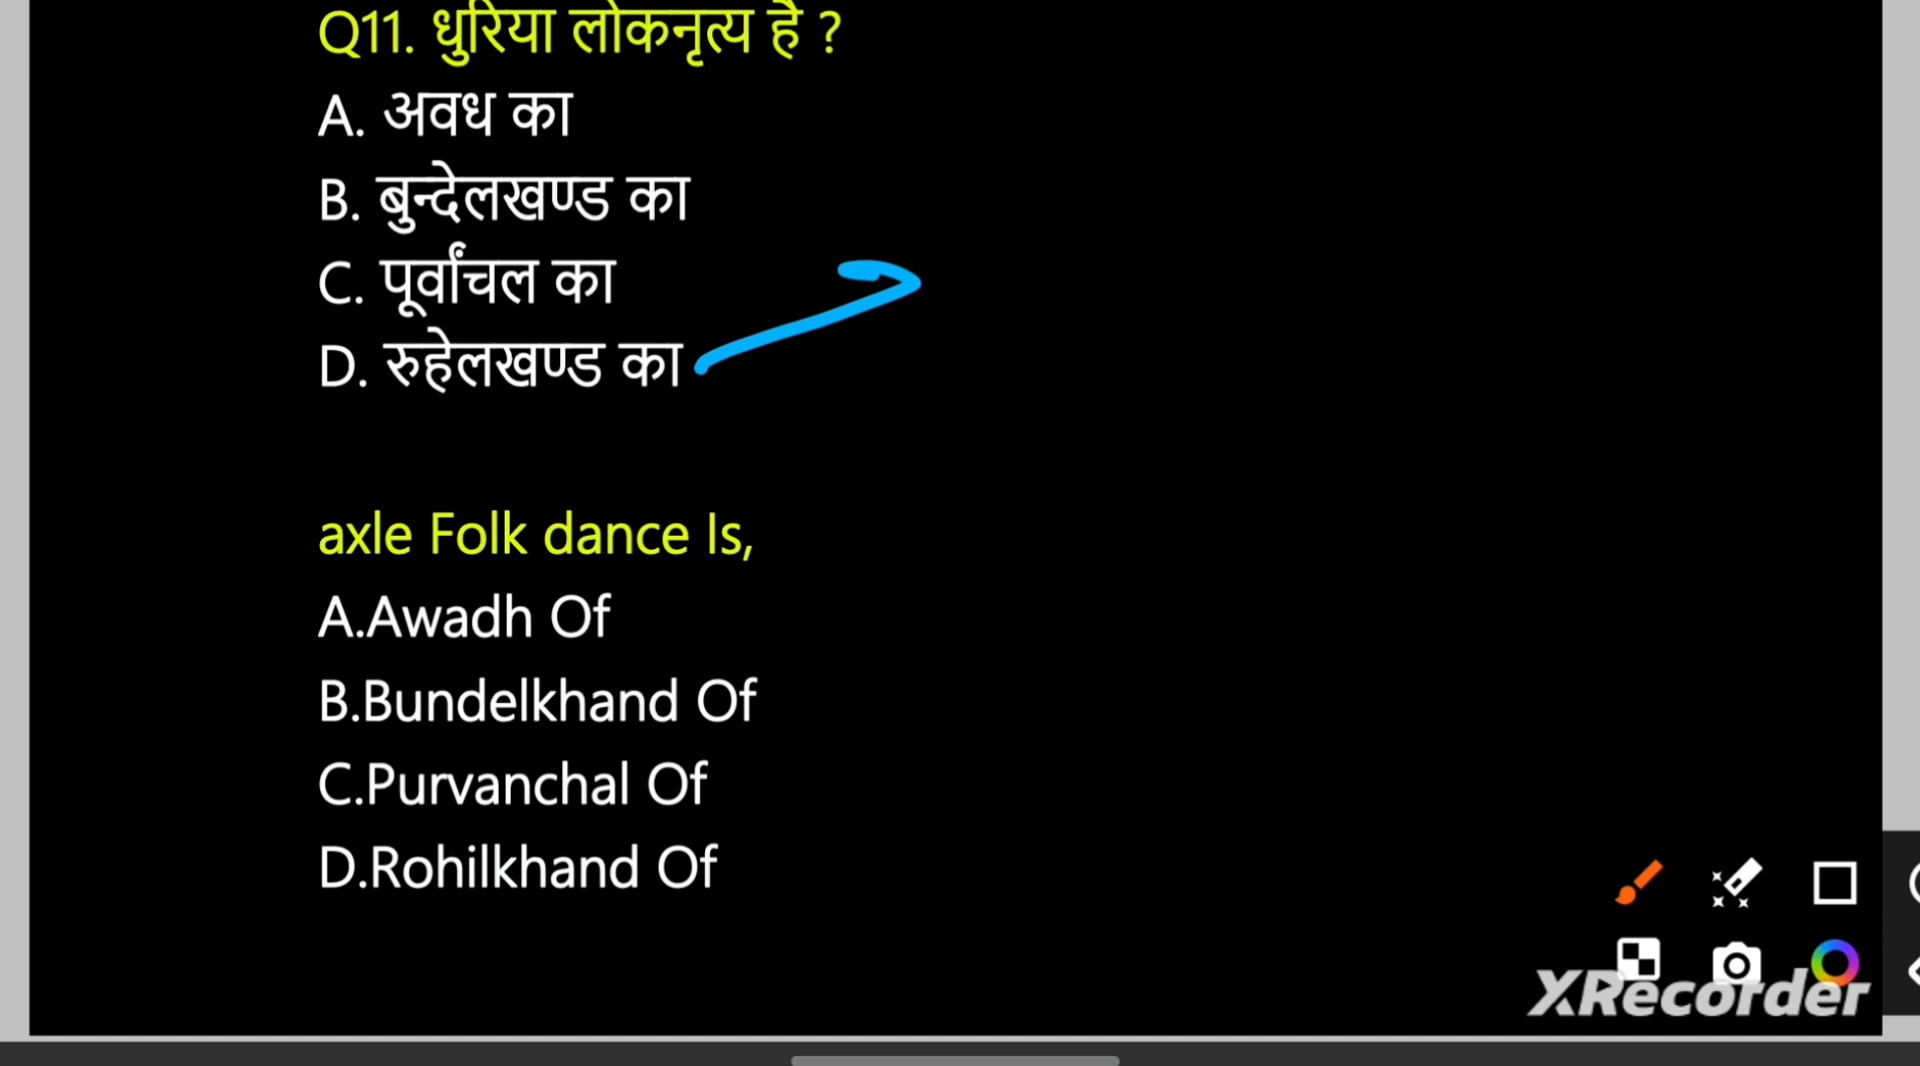 Q11. धुरिया लोकनृत्य है ?
A. अवध का
B. बुन्देलखण्ड का
C. पूर्वांचल का
D. रुहेलखण्ड का
axle Folk dance Is,
A.Awadh Of
B.Bundelkhand Of
C.Purvanchal Of
D.Rohilkhand Of
XRecorder